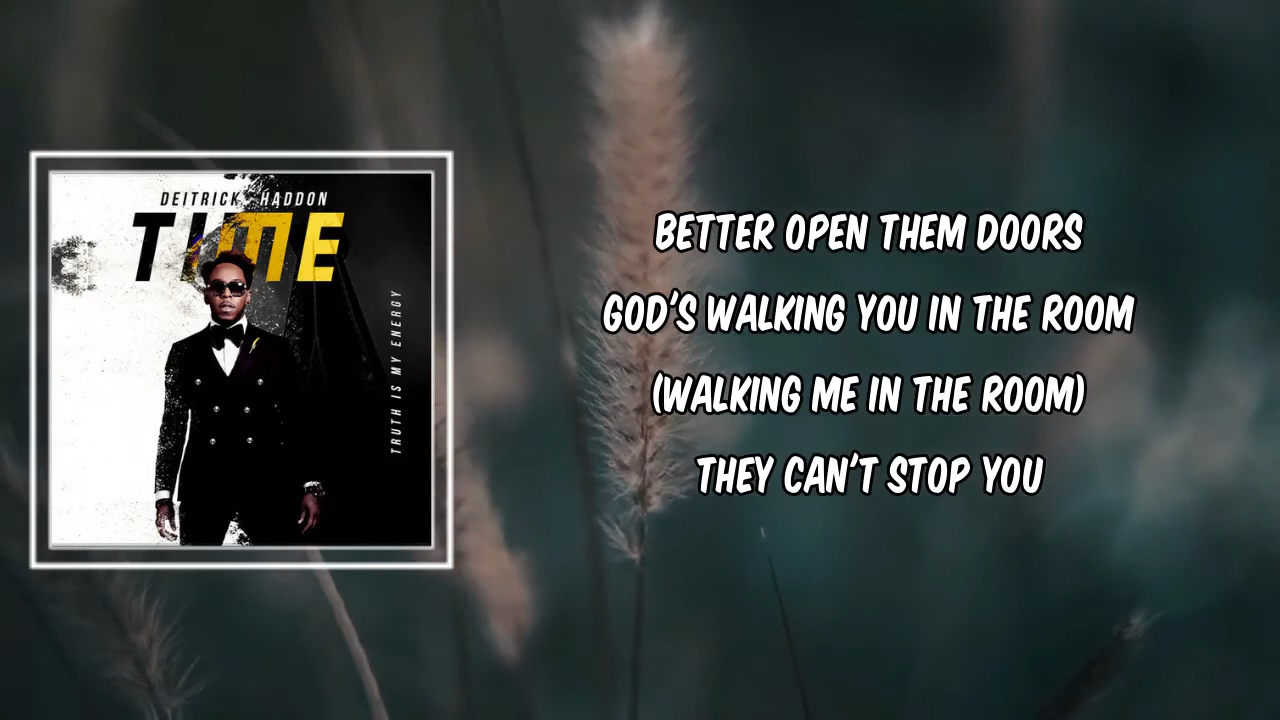 DEITRICK HADDON
TIME
TRUTH IS MY ENERGY
BETTER OPEN THEM DOORS
GOD'S WALKING YOU IN THE ROOM
(WALKING ME IN THE ROOM)
THEY CAN'T STOP YOU